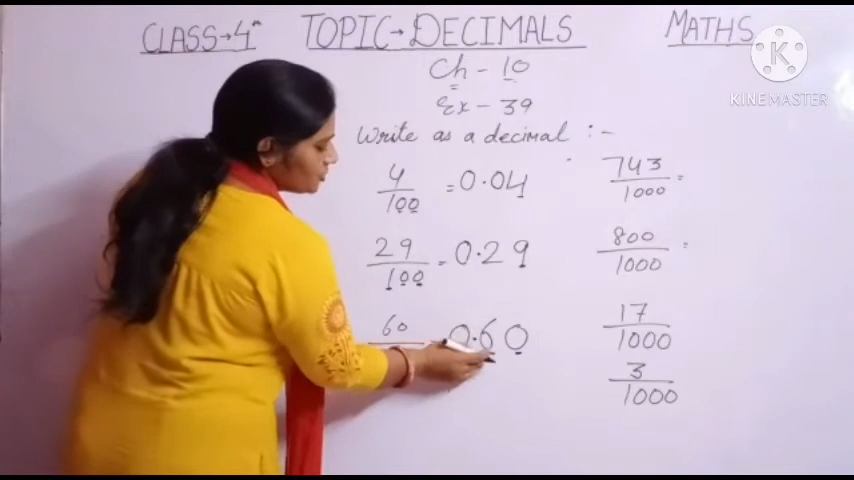 CLASS→4th TOPIC→DECIMALS MATHS
Ch - 10
Ex - 39
Write as a decimal :-
4/100 = 0.04
29/100 = 0.29
60 0.60
743/1000 =
800/1000 =
17/1000
3/1000
K
KINEMASTER